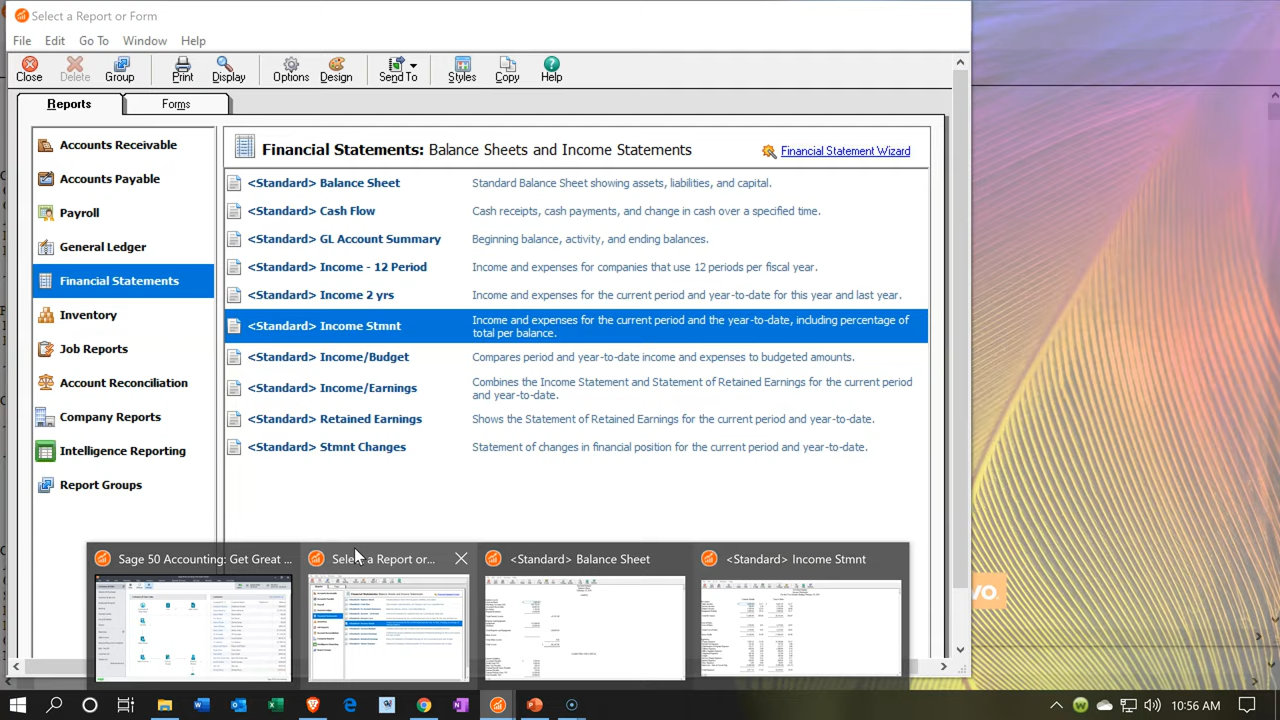 Select a Report or Form
File Edit Go To Window Help
Close Delete Group Print Display Options Design Send To Styles Copy Help
Reports Forms
Accounts Receivable
Accounts Payable
Payroll
General Ledger
Financial Statements
Inventory
Job Reports
Account Reconciliation
Company Reports
Intelligence Reporting
Report Groups
Financial Statements: Balance Sheets and Income Statements
Financial Statement Wizard
<Standard> Balance Sheet Standard Balance Sheet showing assets, liabilities, and capital.
<Standard> Cash Flow Cash receipts, cash payments, and change in cash over a specified time.
<Standard> GL Account Summary Beginning balance, activity, and ending balances.
<Standard> Income - 12 Period Income and expenses for companies that use 12 periods per fiscal year.
<Standard> Income 2 yrs Income and expenses for the current period and year-to-date for this year and last year.
<Standard> Income Stmnt Income and expenses for the current period and the year-to-date, including percentage of
total per balance.
<Standard> Income/Budget Compares period and year-to-date income and expenses to budgeted amounts.
<Standard> Income/Earnings Combines the Income Statement and Statement of Retained Earnings for the current period
and year-to-date.
<Standard> Retained Earnings Shows the Statement of Retained Earnings for the current period and year-to-date.
<Standard> Stmnt Changes Statement of changes in financial position for the current period and year-to-date.
Sage 50 Accounting: Get Great ...
Select a Report or...
<Standard> Balance Sheet
<Standard> Income Stmnt
vo.
10:56 AM